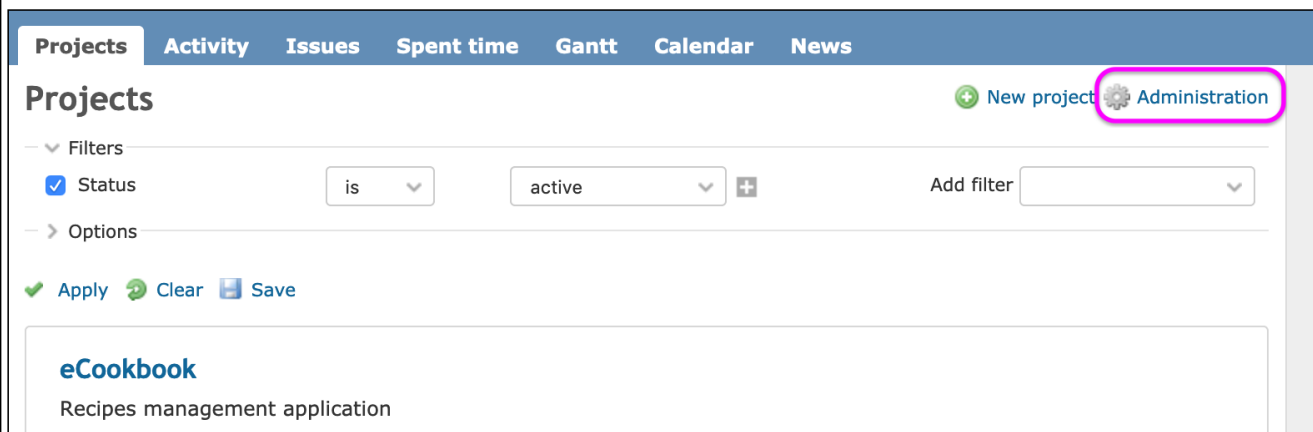 Projects Activity Issues Spent time Gantt Calendar News
Projects New project Administration
Filters
Status is active Add filter
Options
Apply Clear Save
eCookbook
Recipes management application